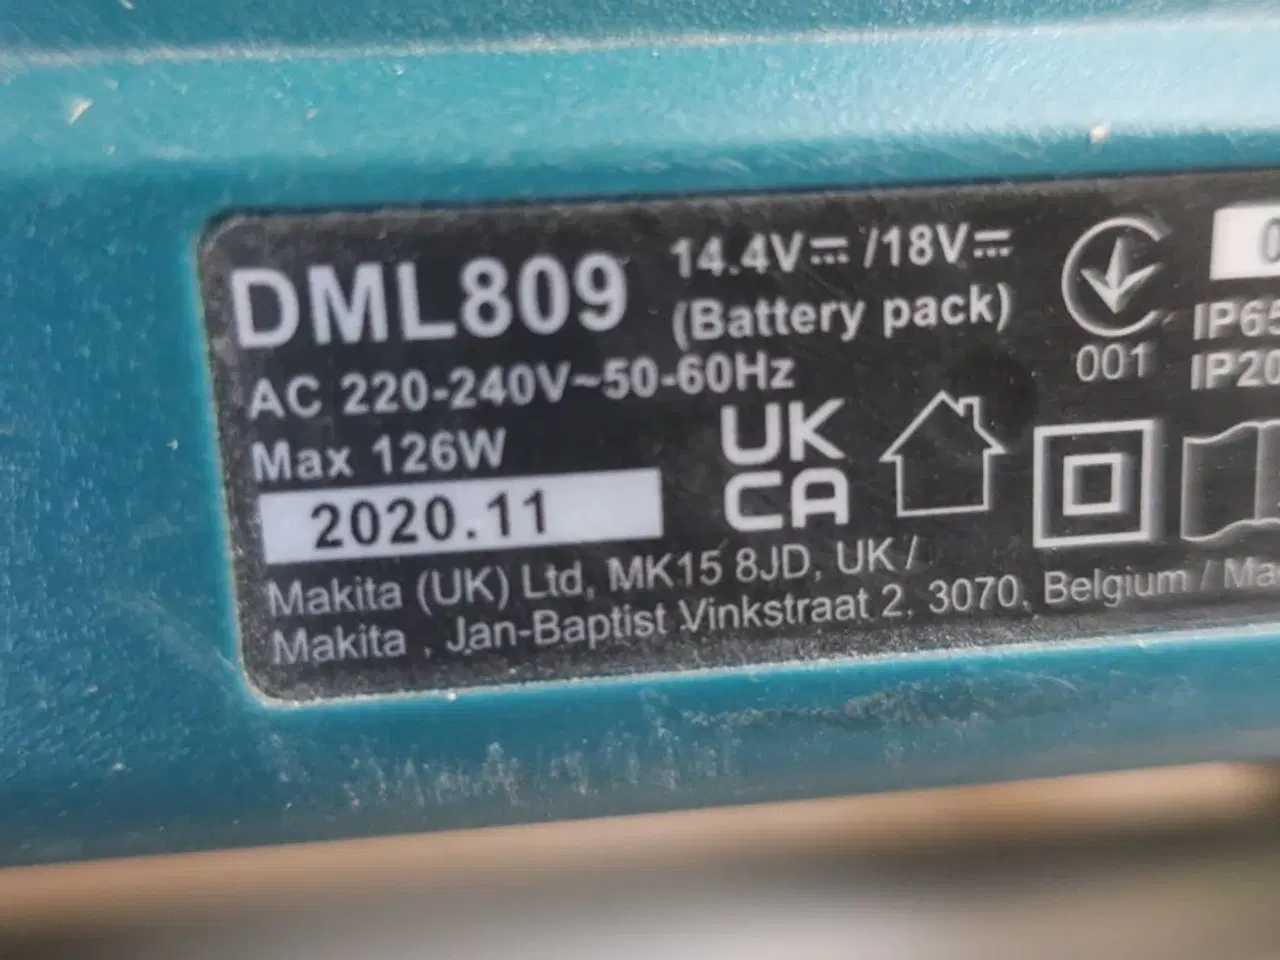 DML809 14.4V⎓/18V⎓
(Battery pack)
AC 220-240V~50-60Hz
Max 126W
2020.11
UK
CA
001
IP65
IP20
Makita (UK) Ltd, MK15 8JD, UK /
Makita , Jan-Baptist Vinkstraat 2, 3070, Belgium /